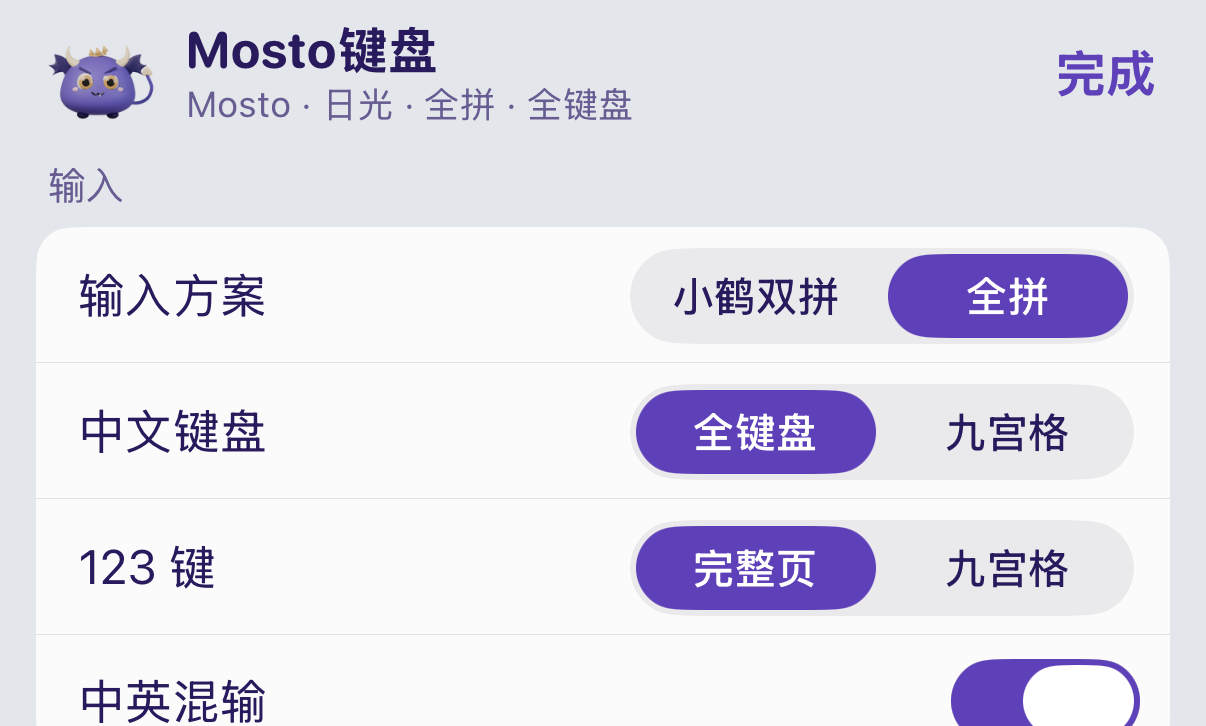 Mosto键盘
Mosto · 日光 · 全拼 · 全键盘
完成
输入
输入方案 小鹤双拼 全拼
中文键盘 全键盘 九宫格
123 键 完整页 九宫格
中英混输